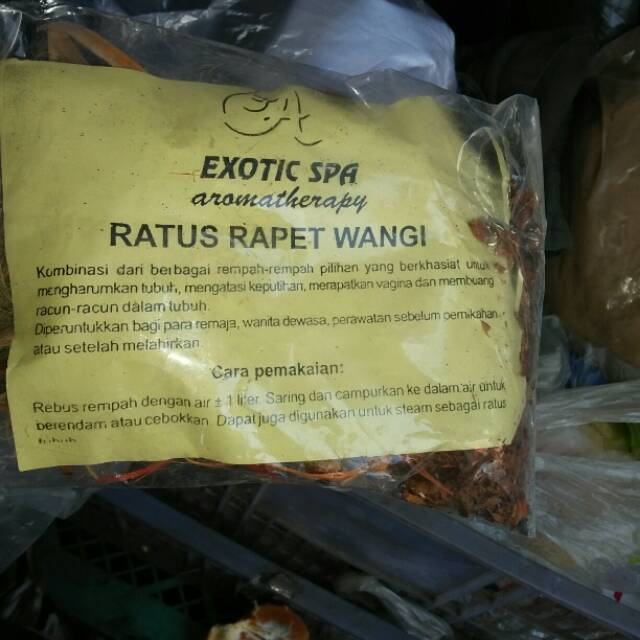 EXOTIC SPA
aromatherapy
RATUS RAPET WANGI
Kombinasi dari berbagai rempah-rempah pilihan yang berkhasiat untuk
mengharumkan tubuh, mengatasi keputihan, merapatkan vagina dan membuang
racun-racun dalam tubuh.
Diperuntukkan bagi para remaja, wanita dewasa, perawatan sebelum pernikahan
atau setelah melahirkan.
Cara pemakaian:
Rebus rempah dengan air ± 1 liter. Saring dan campurkan ke dalam air untuk
berendam atau cebokkan. Dapat juga digunakan untuk steam sebagai ratus